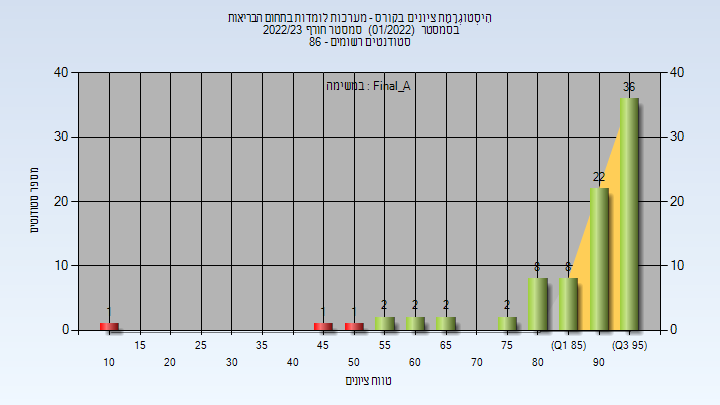 היסטוגרמת ציונים בקורס - מערכות לומדות בתחום הבריאות
בסמסטר (01/2022) סמסטר חורף 2022/23
סטודנטים רשומים - 86
במשימה : Final_A
מספר סטודנטים
40 40
30 30
20 20
10 10
0 0
1 1 1 2 2 2 2 8 8 22 36
15 25 35 45 55 65 75 (Q1 85) (Q3 95)
10 20 30 40 50 60 70 80 90
טווח ציונים